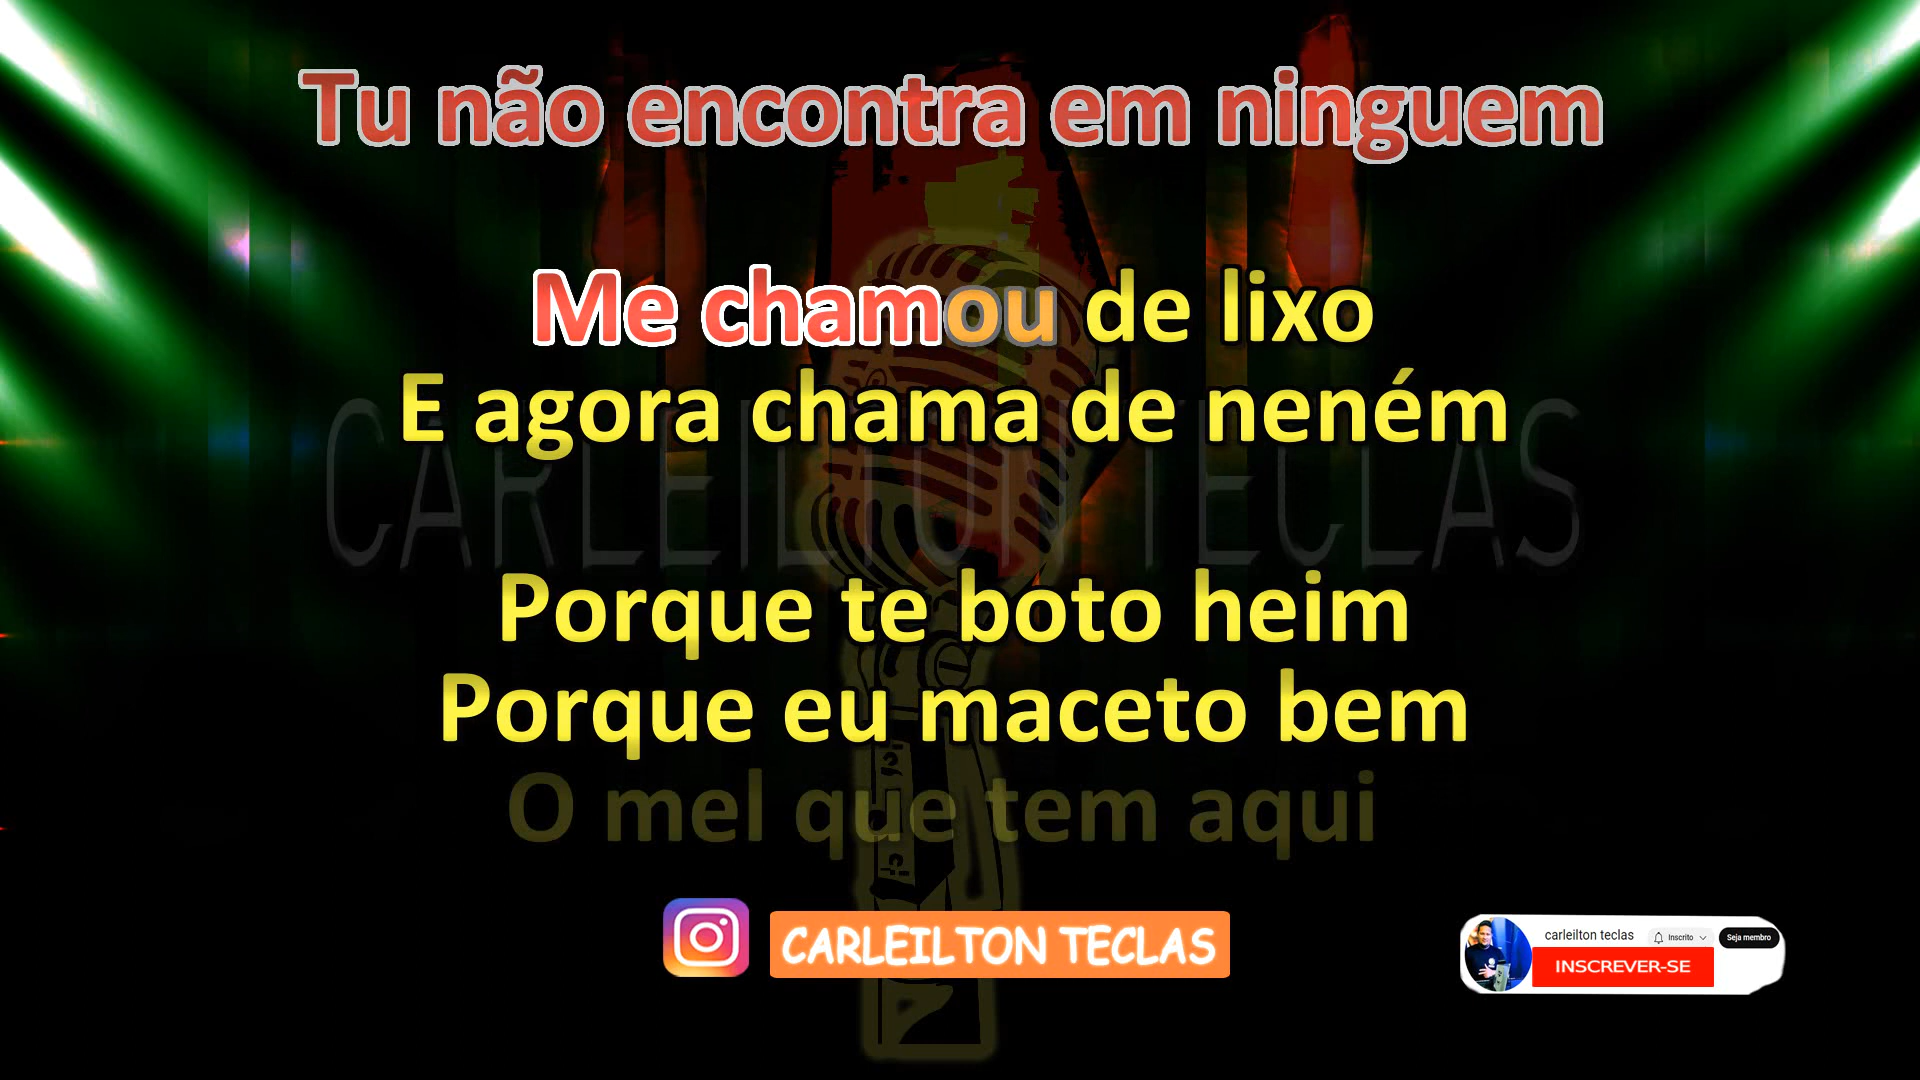 Tu não encontra em ninguem
Me chamou de lixo
E agora chama de neném
CARLEILTON TECLAS
Porque te boto heim
Porque eu maceto bem
O mel que tem aqui
CARLEILTON TECLAS
carleilton teclas
Inscrito
Seja membro
INSCREVER-SE